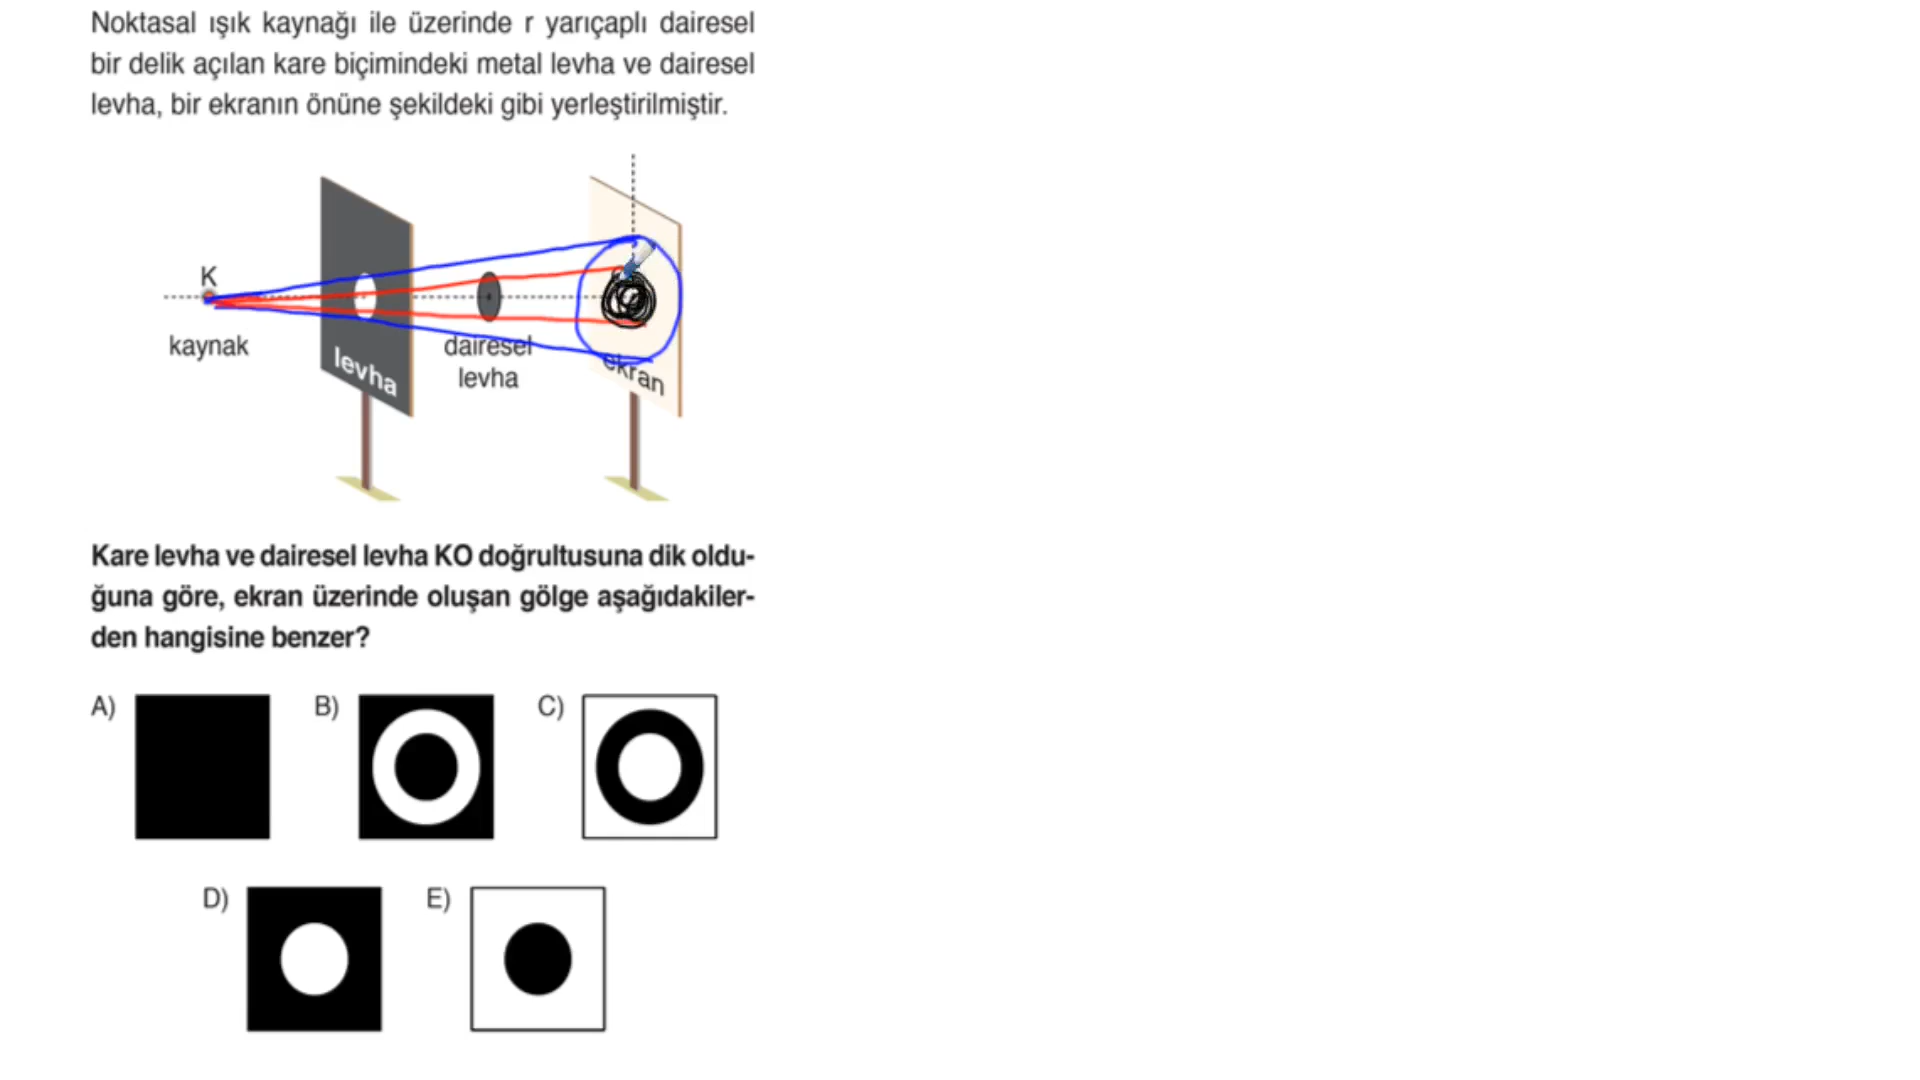 Noktasal ışık kaynağı ile üzerinde r yarıçaplı dairesel
bir delik açılan kare biçimindeki metal levha ve dairesel
levha, bir ekranın önüne şekildeki gibi yerleştirilmiştir.
K
kaynak
levha
dairesel
levha
ekran
Kare levha ve dairesel levha KO doğrultusuna dik oldu-
ğuna göre, ekran üzerinde oluşan gölge aşağıdakiler-
den hangisine benzer?
A) B) C)
D) E)